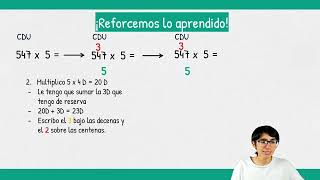 ¡Reforcemos lo aprendido!
CDU CDU CDU
3 3
547 x 5 = 547 x 5 = 547 x 5 =
5 5
2. Multiplico 5 x 4 D = 20 D
- Le tengo que sumar la 3D que
tengo de reserva
- 20D + 3D = 23D
- Escribo el 3 bajo las decenas y
el 2 sobre las centenas.